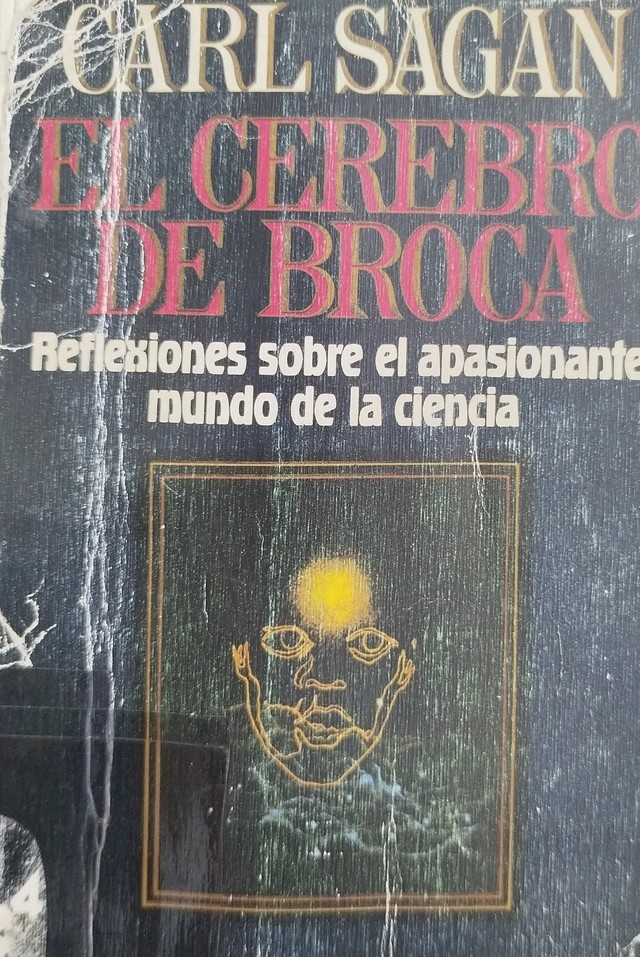 CARL SAGAN
EL CEREBRO
DE BROCA
Reflexiones sobre el apasionante
mundo de la ciencia